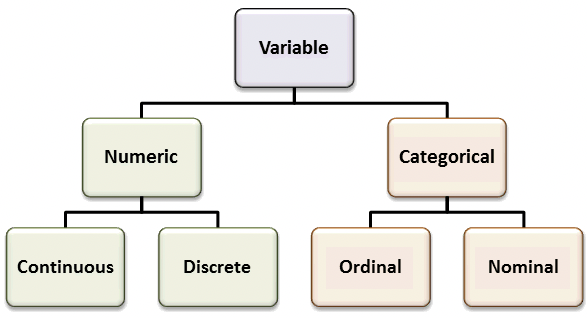 Variable
Numeric
Categorical
Continuous
Discrete
Ordinal
Nominal